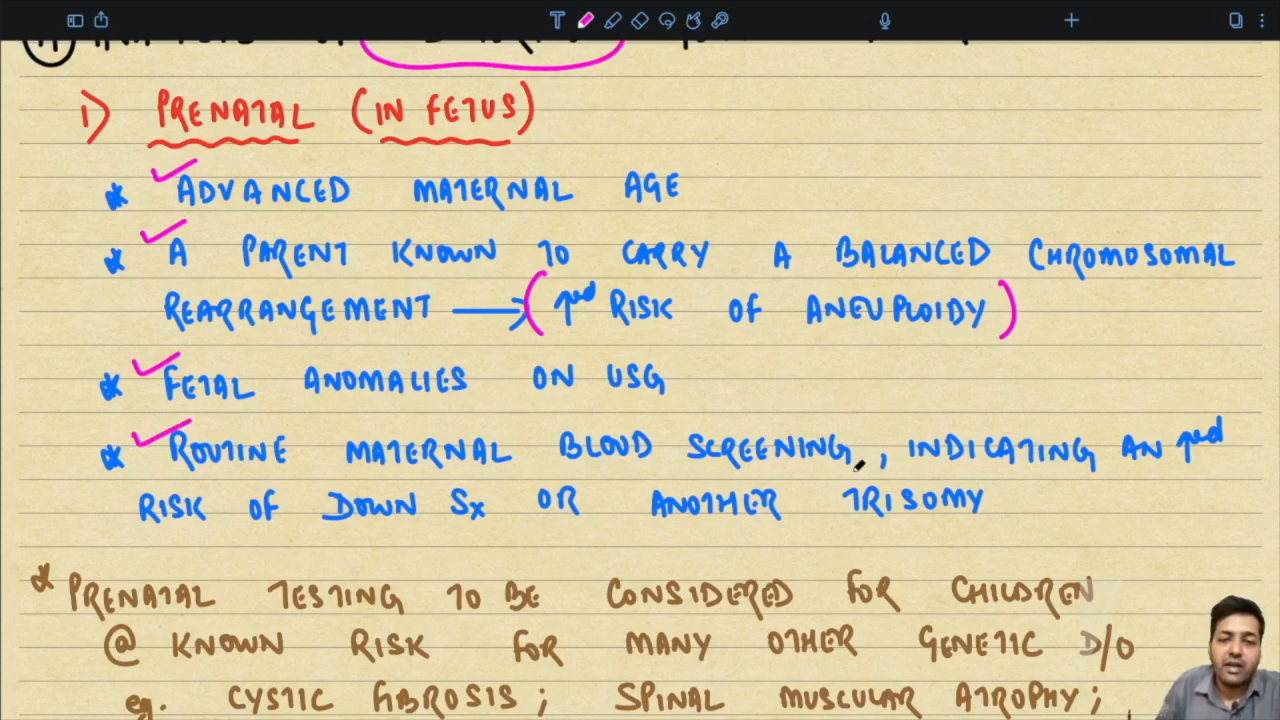 1) PRENATAL (IN FETUS)
* ADVANCED MATERNAL AGE
* A PARENT KNOWN TO CARRY A BALANCED CHROMOSOMAL
REARRANGEMENT → (↑ed RISK OF ANEUPLOIDY)
* FETAL ANOMALIES ON USG
* ROUTINE MATERNAL BLOOD SCREENING, INDICATING AN ↑ed
RISK OF DOWN Sx OR ANOTHER TRISOMY
* PRENATAL TESTING TO BE CONSIDERED FOR CHILDREN
@ KNOWN RISK FOR MANY OTHER GENETIC D/O
eg. CYSTIC FIBROSIS; SPINAL MUSCULAR ATROPHY;